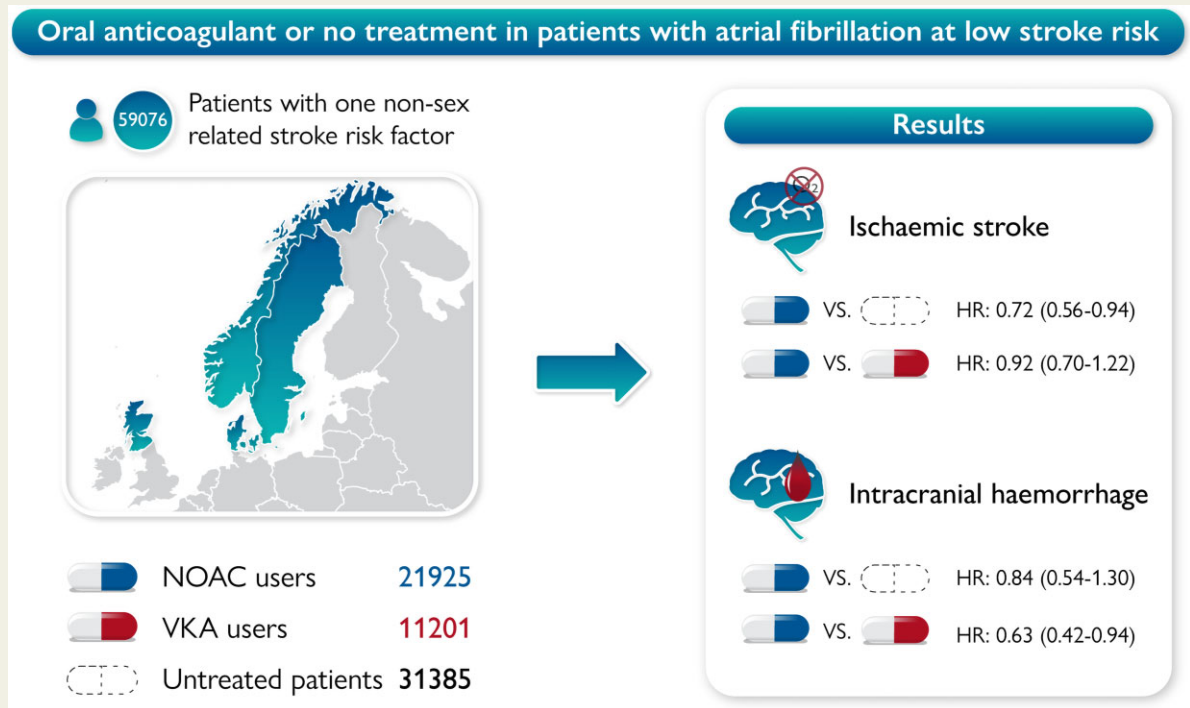 Oral anticoagulant or no treatment in patients with atrial fibrillation at low stroke risk
59076
Patients with one non-sex
related stroke risk factor
NOAC users 21925
VKA users 11201
Untreated patients 31385
Results
O2
Ischaemic stroke
VS. HR: 0.72 (0.56-0.94)
VS. HR: 0.92 (0.70-1.22)
Intracranial haemorrhage
VS. HR: 0.84 (0.54-1.30)
VS. HR: 0.63 (0.42-0.94)